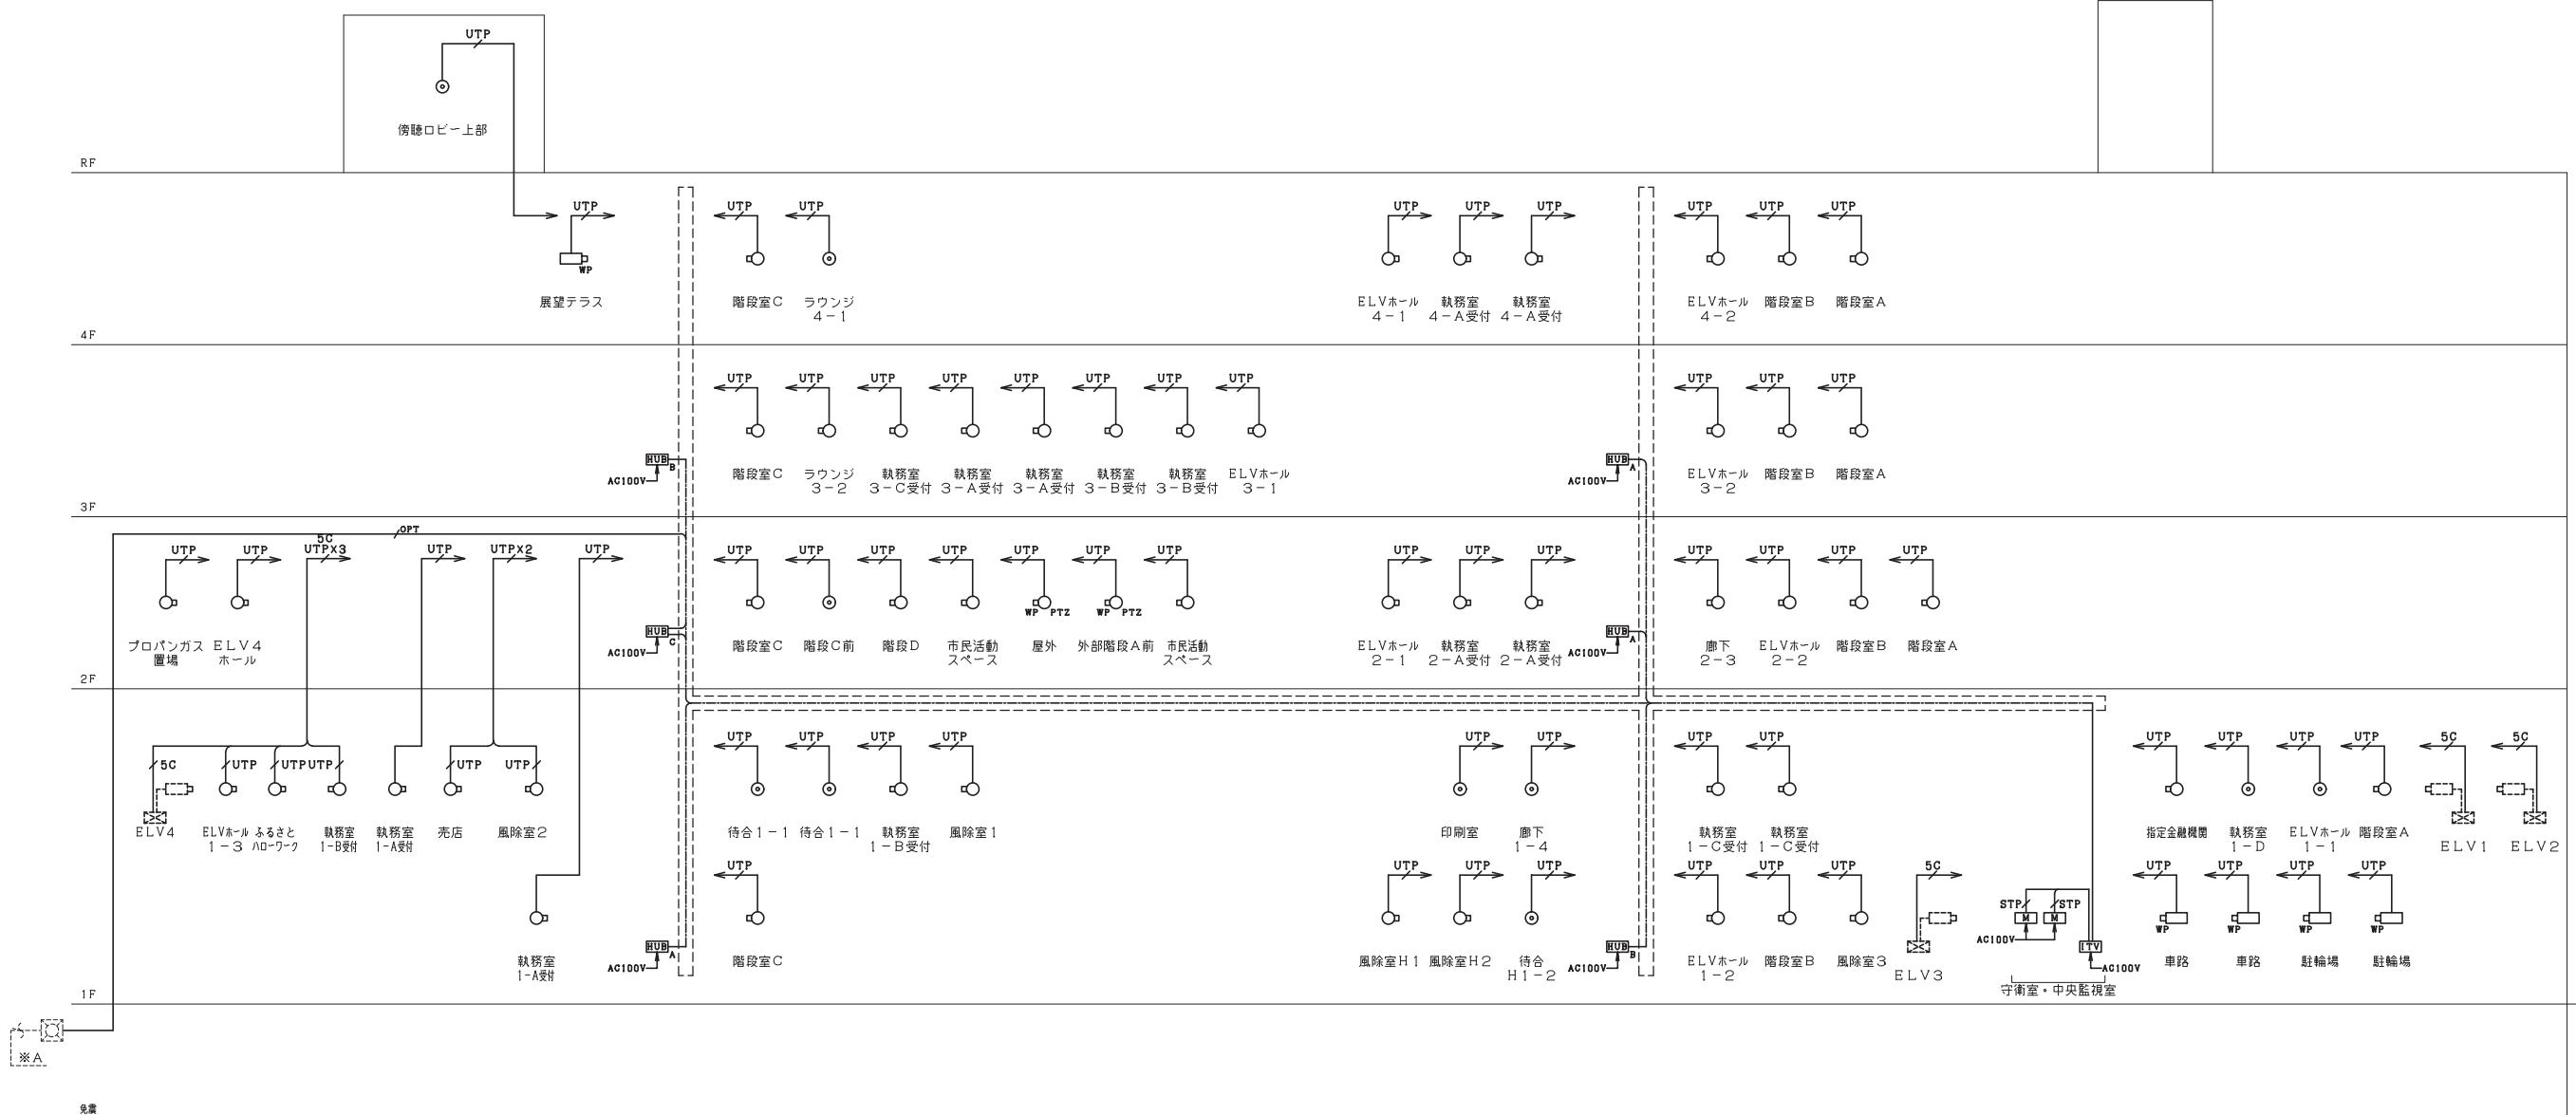 UTP
傍聴ロビー上部
RF
UTP UTP UTP UTP UTP UTP UTP UTP UTP
WP
展望テラス 階段室C ラウンジ ELVホール 執務室 執務室 ELVホール 階段室B 階段室A
4-1 4-1 4-A受付 4-A受付 4-2
4F
UTP UTP UTP UTP UTP UTP UTP UTP UTP UTP UTP
HUB B HUB A
AC100V AC100V
階段室C ラウンジ 執務室 執務室 執務室 執務室 執務室 ELVホール ELVホール 階段室B 階段室A
3-2 3-C受付 3-A受付 3-A受付 3-B受付 3-B受付 3-1 3-2
3F
OPT
5C
UTP UTP UTPX3 UTP UTPX2 UTP UTP UTP UTP UTP UTP UTP UTP UTP UTP UTP UTP UTP UTP UTP
WP PTZ WP PTZ
HUB C HUB A
AC100V AC100V
プロパンガス ELV4 階段室C 階段C前 階段D 市民活動 屋外 外部階段A前 市民活動 ELVホール 執務室 執務室 廊下 ELVホール 階段室B 階段室A
置場 ホール スペース スペース 2-1 2-A受付 2-A受付 2-3 2-2
2F
UTP UTP UTP UTP UTP UTP UTP UTP UTP UTP UTP UTP 5C 5C
5C UTP UTP UTP UTP UTP
ELV4 ELVホール ふるさと 執務室 執務室 売店 風除室2 待合1-1 待合1-1 執務室 風除室1 印刷室 廊下 執務室 執務室 指定金融機関 執務室 ELVホール 階段室A
1-3 ハローワーク 1-B受付 1-A受付 1-B受付 1-4 1-C受付 1-C受付 1-D 1-1 ELV1 ELV2
UTP UTP UTP UTP UTP UTP UTP 5C UTP UTP UTP UTP
STP STP
M M
WP WP WP WP
AC100V
HUB A HUB B ITV
AC100V AC100V AC100V
執務室 階段室C 風除室H1 風除室H2 待合 ELVホール 階段室B 風除室3 車路 車路 駐輪場 駐輪場
1-A受付 H1-2 1-2 ELV3
守衛室・中央監視室
1F
※A
免震